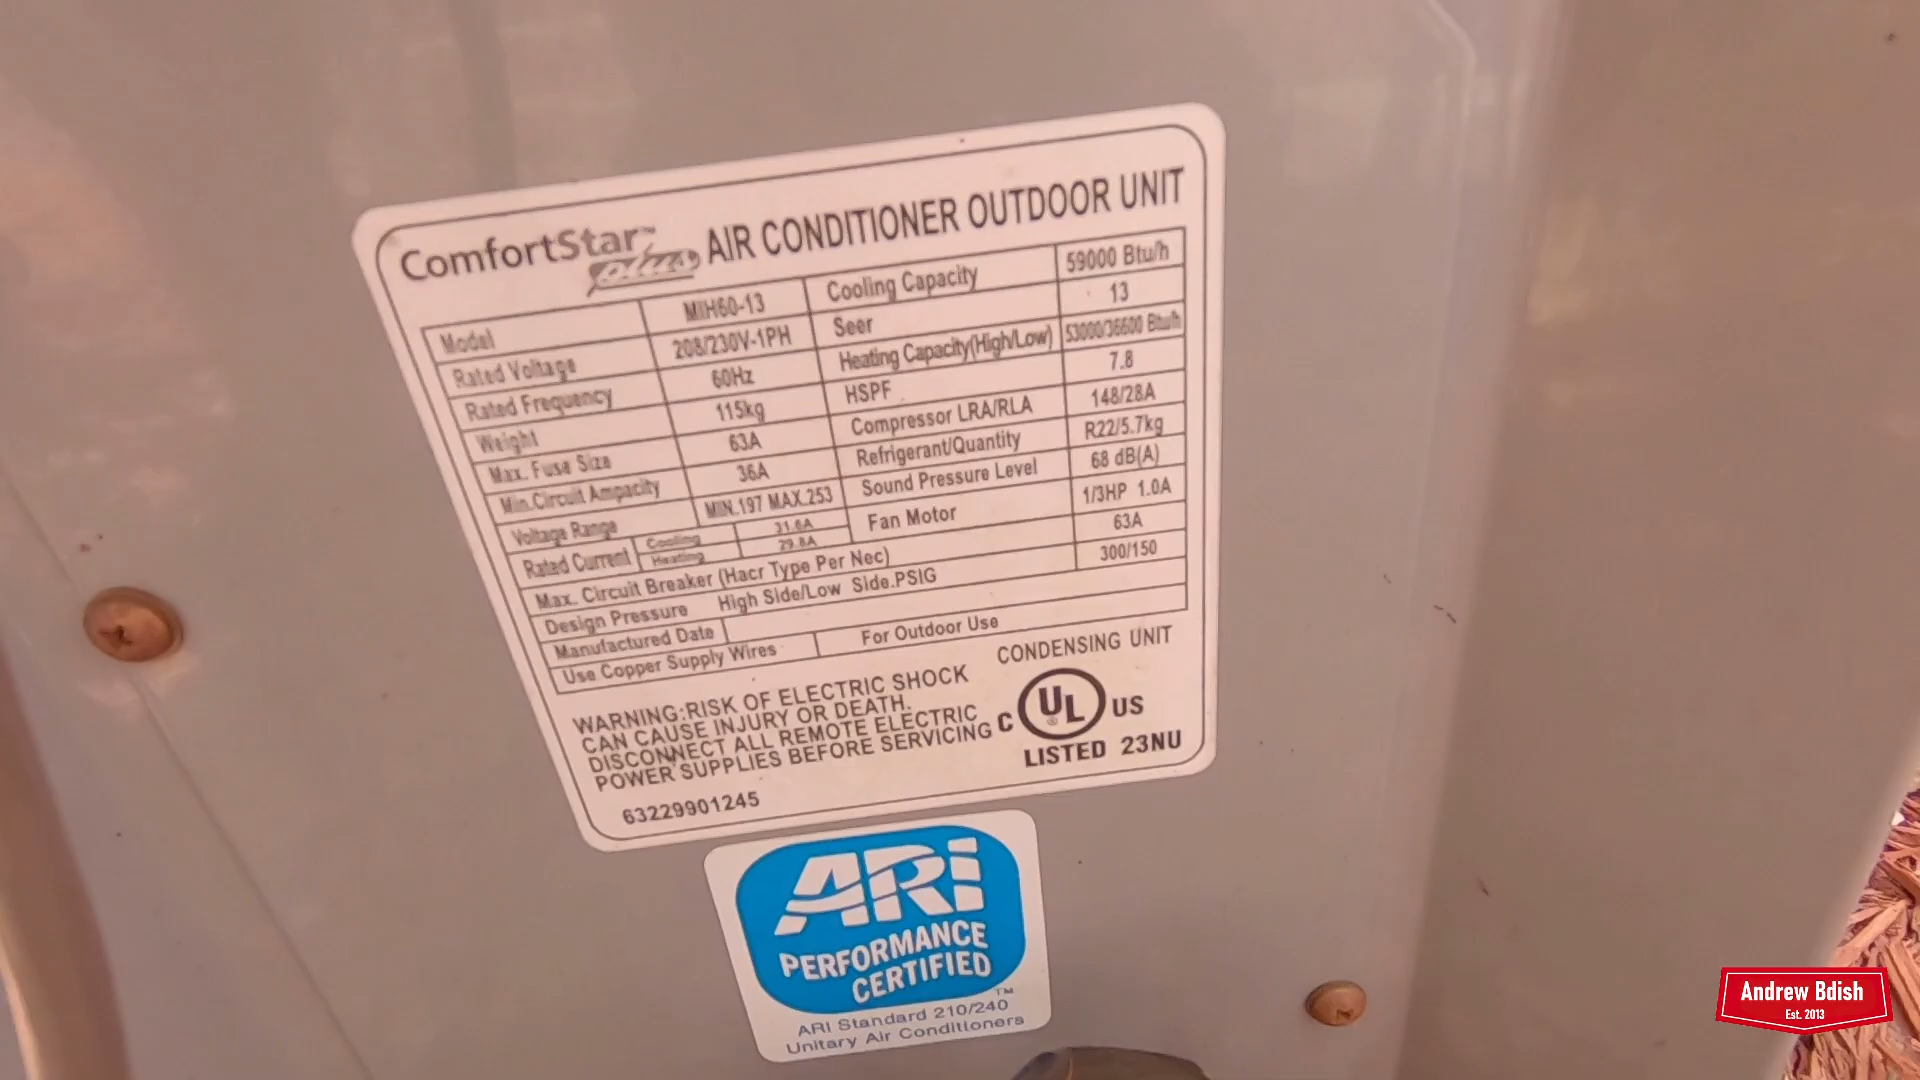 ComfortStar™ plus AIR CONDITIONER OUTDOOR UNIT
Model MIH60-13 Cooling Capacity 59000 Btu/h
Rated Voltage 208/230V-1PH Seer 13
Rated Frequency 60Hz Heating Capacity(High/Low) 53000/36600 Btu/h
Weight 115kg HSPF 7.8
Max. Fuse Size 63A Compressor LRA/RLA 148/28A
Min.Circuit Ampacity 36A Refrigerant/Quantity R22/5.7kg
Voltage Range MIN.197 MAX.253 Sound Pressure Level 68 dB(A)
Rated Current Cooling 31.6A Fan Motor 1/3HP 1.0A
Heating 29.8A
Max. Circuit Breaker (Hacr Type Per Nec) 63A
Design Pressure High Side/Low Side.PSIG 300/150
Manufactured Date
Use Copper Supply Wires For Outdoor Use
WARNING:RISK OF ELECTRIC SHOCK
CAN CAUSE INJURY OR DEATH.
DISCONNECT ALL REMOTE ELECTRIC
POWER SUPPLIES BEFORE SERVICING
CONDENSING UNIT
C UL® US
LISTED 23NU
63229901245
ARI
PERFORMANCE
CERTIFIED™
ARI Standard 210/240
Unitary Air Conditioners
Andrew Bdish
Est. 2013